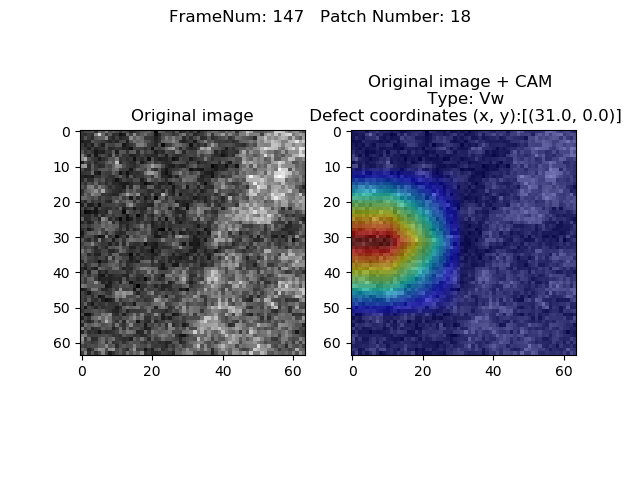 FrameNum: 147   Patch Number: 18
Original image
Original image + CAM
Type: Vw
Defect coordinates (x, y):[(31.0, 0.0)]
0
10
20
30
40
50
60
0 20 40 60
0
10
20
30
40
50
60
0 20 40 60